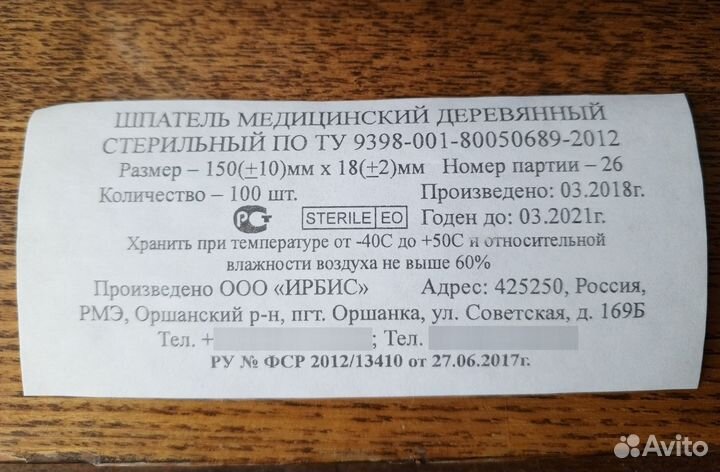 ШПАТЕЛЬ МЕДИЦИНСКИЙ ДЕРЕВЯННЫЙ
СТЕРИЛЬНЫЙ ПО ТУ 9398-001-80050689-2012
Размер – 150(±10)мм х 18(±2)мм Номер партии – 26
Количество – 100 шт. Произведено: 03.2018г.
РСТ STERILE EO Годен до: 03.2021г.
Хранить при температуре от -40С до +50С и относительной
влажности воздуха не выше 60%
Произведено ООО «ИРБИС» Адрес: 425250, Россия,
РМЭ, Оршанский р-н, пгт. Оршанка, ул. Советская, д. 169Б
Тел. + ; Тел.
РУ № ФСР 2012/13410 от 27.06.2017г.
Avito